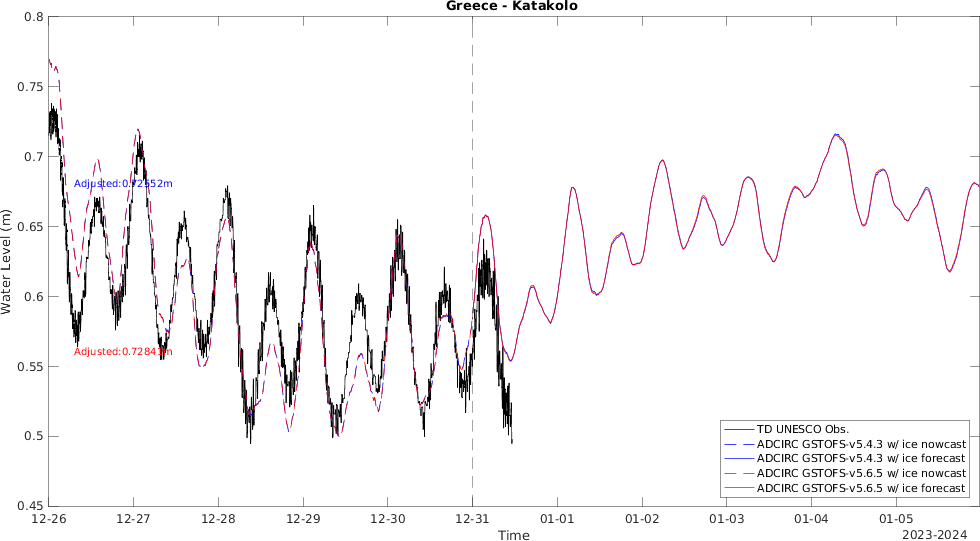 Greece - Katakolo
0.8
0.75
0.7
0.65
0.6
0.55
0.5
0.45
Water Level (m)
Adjusted:0.72552m
TD UNESCO Obs.
ADCIRC GSTOFS-v5.4.3 w/ ice nowcast
ADCIRC GSTOFS-v5.4.3 w/ ice forecast
ADCIRC GSTOFS-v5.6.5 w/ ice nowcast
ADCIRC GSTOFS-v5.6.5 w/ ice forecast
12-26
12-27
12-28
12-29
12-30
12-31
01-01
01-02
01-03
01-04
01-05
Time
2023-2024